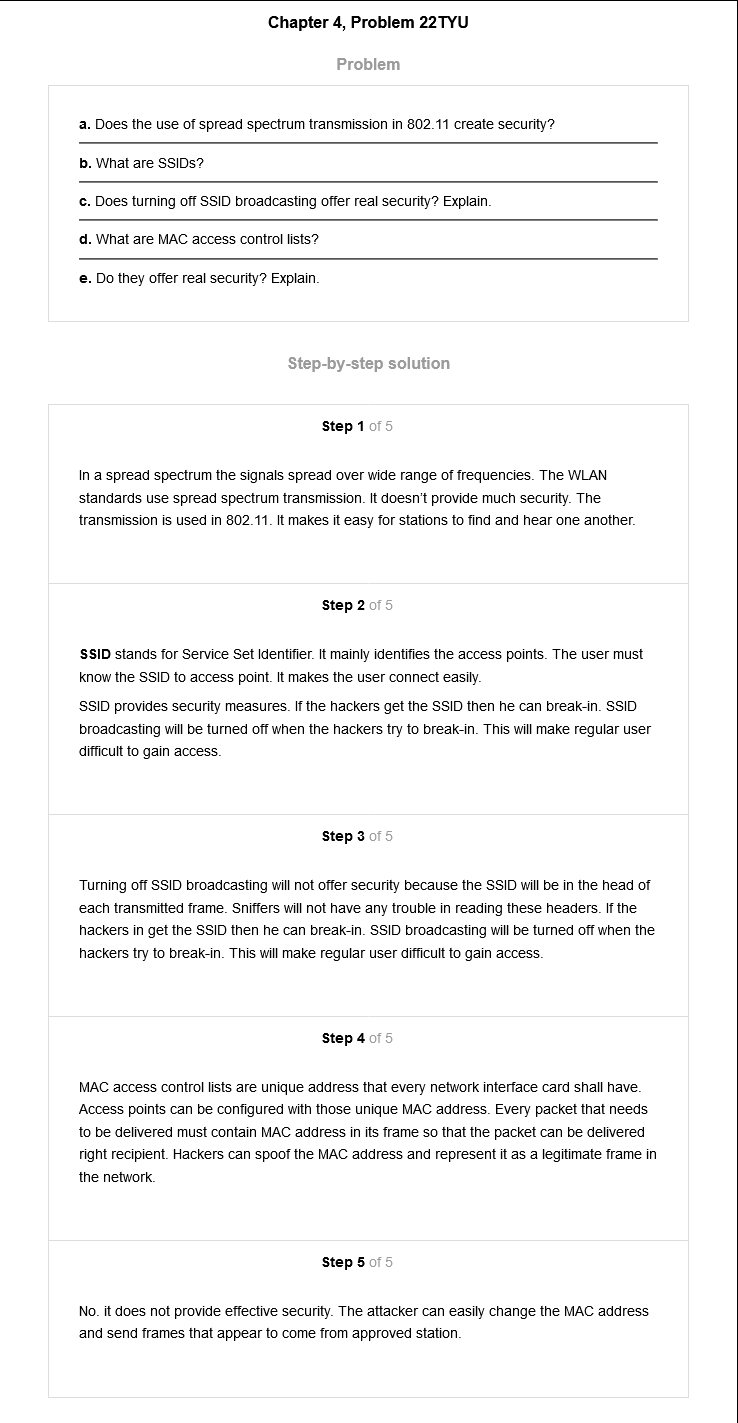 Chapter 4, Problem 22TYU
Problem
a. Does the use of spread spectrum transmission in 802.11 create security?
b. What are SSIDs?
c. Does turning off SSID broadcasting offer real security? Explain.
d. What are MAC access control lists?
e. Do they offer real security? Explain.
Step-by-step solution
Step 1 of 5
In a spread spectrum the signals spread over wide range of frequencies. The WLAN
standards use spread spectrum transmission. It doesn't provide much security. The
transmission is used in 802.11. It makes it easy for stations to find and hear one another.
Step 2 of 5
SSID stands for Service Set Identifier. It mainly identifies the access points. The user must
know the SSID to access point. It makes the user connect easily.
SSID provides security measures. If the hackers get the SSID then he can break-in. SSID
broadcasting will be turned off when the hackers try to break-in. This will make regular user
difficult to gain access.
Step 3 of 5
Turning off SSID broadcasting will not offer security because the SSID will be in the head of
each transmitted frame. Sniffers will not have any trouble in reading these headers. If the
hackers in get the SSID then he can break-in. SSID broadcasting will be turned off when the
hackers try to break-in. This will make regular user difficult to gain access.
Step 4 of 5
MAC access control lists are unique address that every network interface card shall have.
Access points can be configured with those unique MAC address. Every packet that needs
to be delivered must contain MAC address in its frame so that the packet can be delivered
right recipient. Hackers can spoof the MAC address and represent it as a legitimate frame in
the network.
Step 5 of 5
No. it does not provide effective security. The attacker can easily change the MAC address
and send frames that appear to come from approved station.